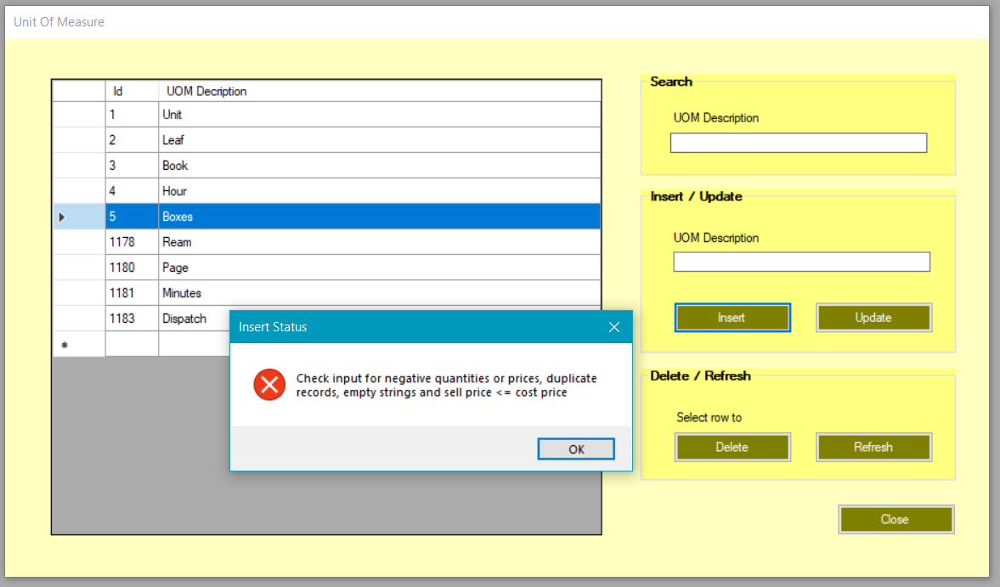 Unit Of Measure
Id UOM Decription
1 Unit
2 Leaf
3 Book
4 Hour
5 Boxes
1178 Ream
1180 Page
1181 Minutes
1183 Dispatch
Search
UOM Description
Insert / Update
UOM Description
Insert Update
Delete / Refresh
Select row to
Delete Refresh
Close
Insert Status
Check input for negative quantities or prices, duplicate
records, empty strings and sell price <= cost price
OK